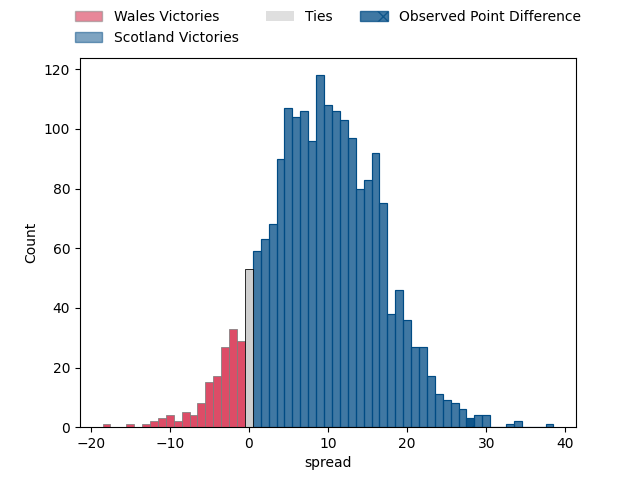 Wales Victories
Ties
Observed Point Difference
Scotland Victories
120
100
80
60
40
20
0
Count
−20
−10
0
10
20
30
40
spread